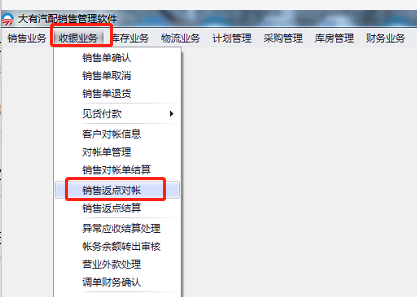 大有汽配销售管理软件
销售业务 收银业务 库存业务 物流业务 计划管理 采购管理 库房管理 财务业务
销售单确认
销售单取消
销售单退货
见货付款
客户对帐信息
对帐单管理
销售对帐单结算
销售返点对帐
销售返点结算
异常应收结算处理
帐务余额转出审核
营业外款处理
调单财务确认